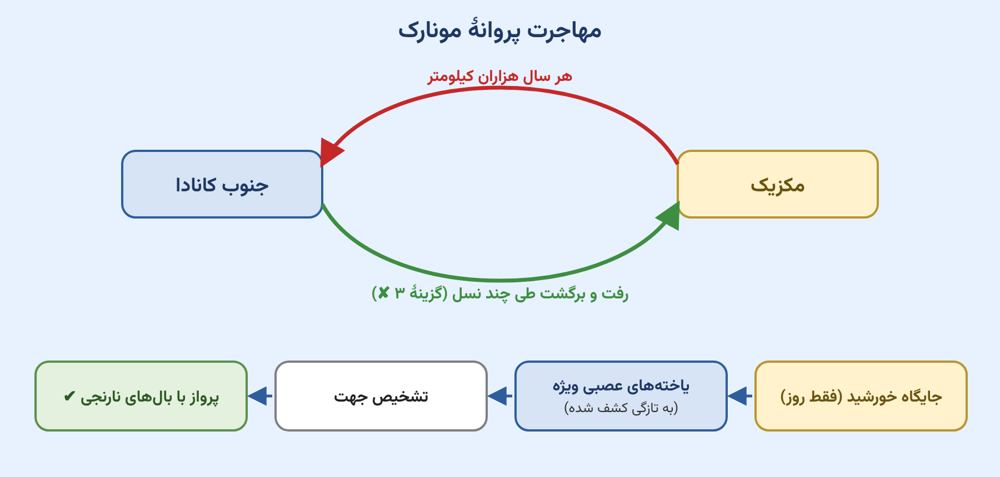 مهاجرت پروانهٔ مونارک
هر سال هزاران کیلومتر
مکزیک
جنوب کانادا
رفت و برگشت طی چند نسل (گزینهٔ ۳ ✘)
جایگاه خورشید (فقط روز)
یاخته‌های عصبی ویژه
(به تازگی کشف شده)
تشخیص جهت
پرواز با بال‌های نارنجی ✔